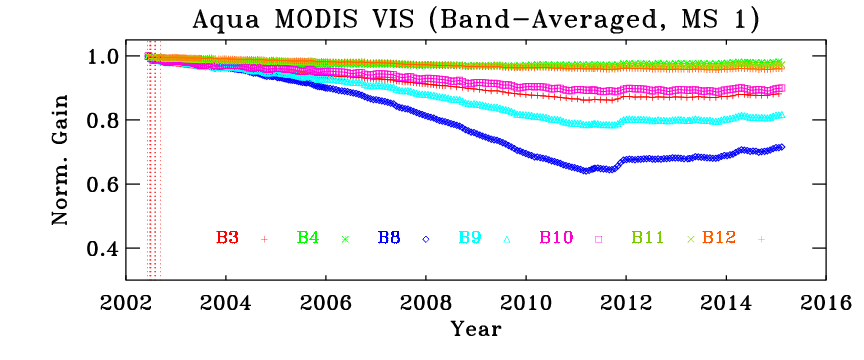 Aqua MODIS VIS (Band-Averaged, MS 1)
1.0
0.8
0.6
0.4
Norm. Gain
B3 B4 B8 B9 B10 B11 B12
2002 2004 2006 2008 2010 2012 2014 2016
Year